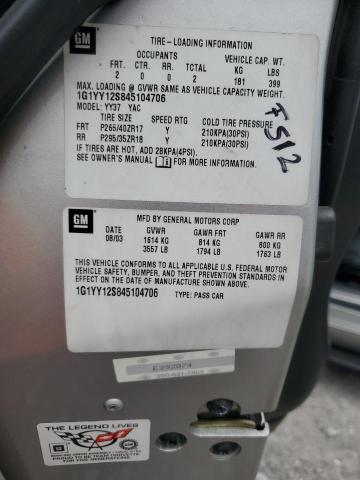 GM
TIRE – LOADING INFORMATION
OCCUPANTS VEHICLE CAP. WT.
FRT. CTR. RR. TOTAL KG LBS
2 0 0 2 181 399
MAX. LOADING @ GVWR SAME AS VEHICLE CAPACITY WEIGHT.
1G1YY12S845104706
MODEL: YY37 YAC
TIRE SIZE SPEED RTG COLD TIRE PRESSURE
FRT P265/40ZR17 Y 210KPA(30PSI)
RR P295/35ZR18 Y 210KPA(30PSI)
IF TIRES ARE HOT, ADD 28KPA(4PSI).
SEE OWNER'S MANUAL
FS12
GM
MFD BY GENERAL MOTORS CORP
DATE GVWR GAWR FRT GAWR RR
08/03 1614 KG 814 KG 800 KG
3557 LB 1794 LB 1763 LB
THIS VEHICLE CONFORMS TO ALL APPLICABLE U.S. FEDERAL MOTOR
VEHICLE SAFETY, BUMPER, AND THEFT PREVENTION STANDARDS IN
EFFECT ON THE DATE OF MANUFACTURE SHOWN ABOVE.
1G1YY12S845104706 TYPE: PASS CAR
THE LEGEND LIVES
GM